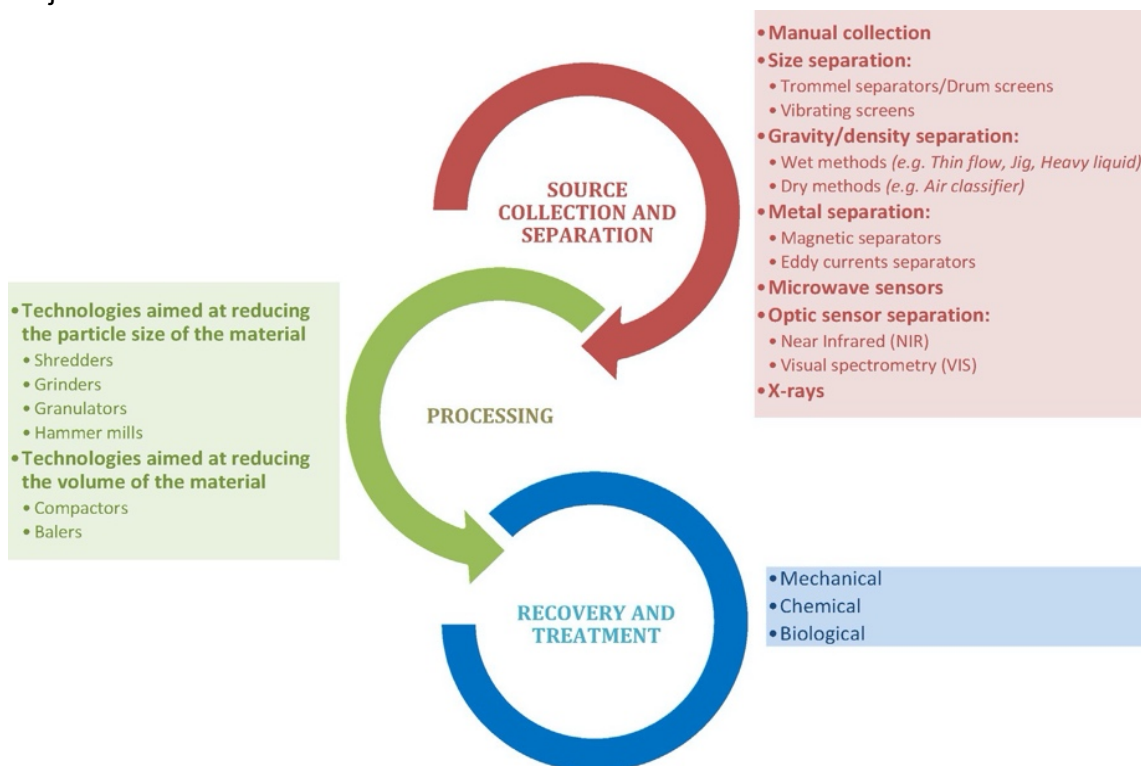 • Manual collection
• Size separation:
• Trommel separators/Drum screens
• Vibrating screens
• Gravity/density separation:
• Wet methods (e.g. Thin flow, Jig, Heavy liquid)
• Dry methods (e.g. Air classifier)
• Metal separation:
• Magnetic separators
• Eddy currents separators
• Microwave sensors
• Optic sensor separation:
• Near Infrared (NIR)
• Visual spectrometry (VIS)
• X-rays
SOURCE
COLLECTION AND
SEPARATION
• Technologies aimed at reducing
the particle size of the material
• Shredders
• Grinders
• Granulators
• Hammer mills
• Technologies aimed at reducing
the volume of the material
• Compactors
• Balers
PROCESSING
RECOVERY AND
TREATMENT
• Mechanical
• Chemical
• Biological